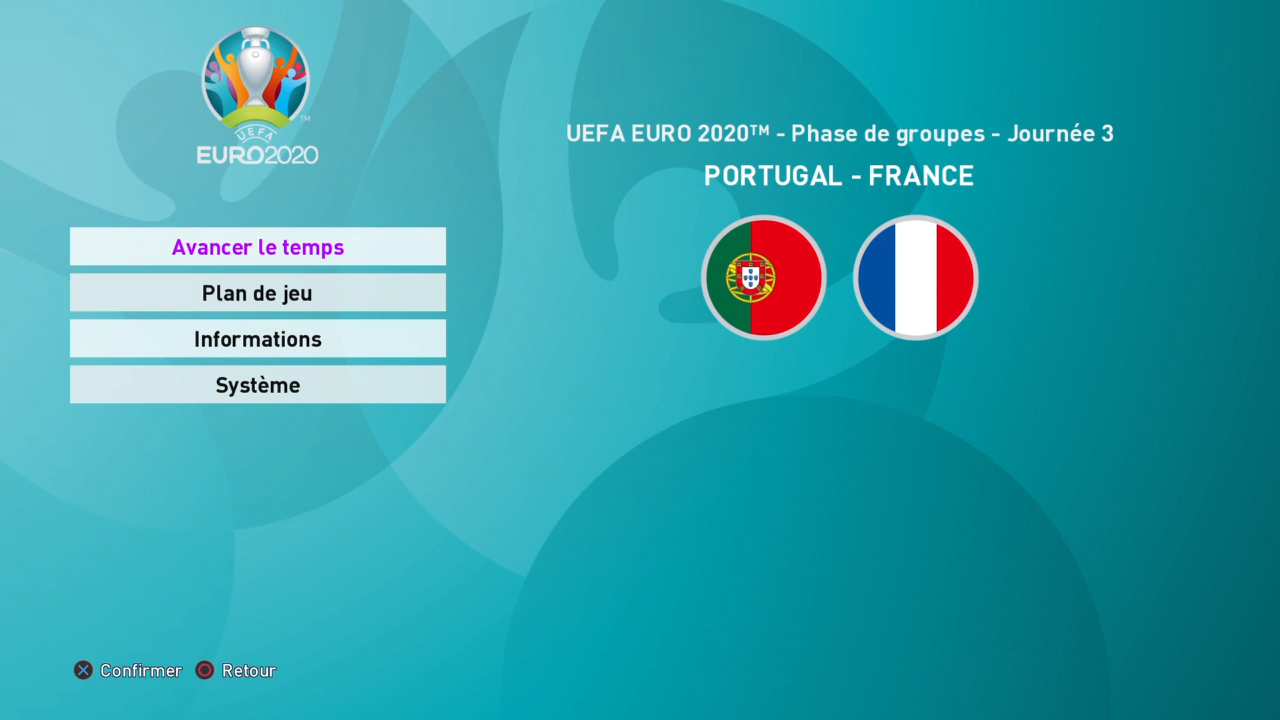 UEFA
EURO2020
TM
UEFA EURO 2020™ - Phase de groupes - Journée 3
PORTUGAL - FRANCE
Avancer le temps
Plan de jeu
Informations
Système
Confirmer
Retour